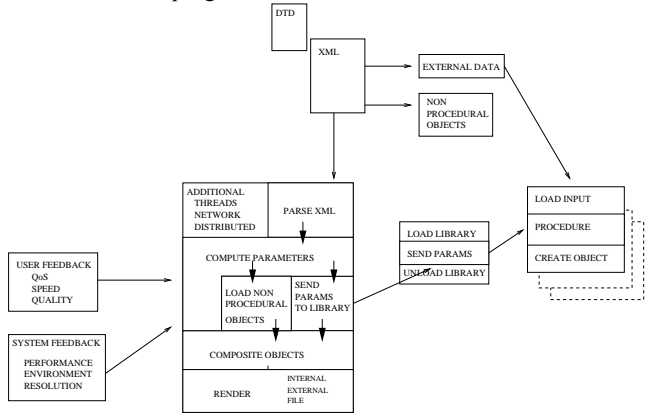 DTD
XML
EXTERNAL DATA
NON
PROCEDURAL
OBJECTS
ADDITIONAL
THREADS
NETWORK
DISTRIBUTED
PARSE XML
COMPUTE PARAMETERS
LOAD NON
PROCEDURAL
OBJECTS
SEND
PARAMS
TO LIBRARY
COMPOSITE OBJECTS
RENDER
INTERNAL
EXTERNAL
FILE
USER FEEDBACK
QoS
SPEED
QUALITY
SYSTEM FEEDBACK
PERFORMANCE
ENVIRONMENT
RESOLUTION
LOAD LIBRARY
SEND PARAMS
UNLOAD LIBRARY
LOAD INPUT
PROCEDURE
CREATE OBJECT